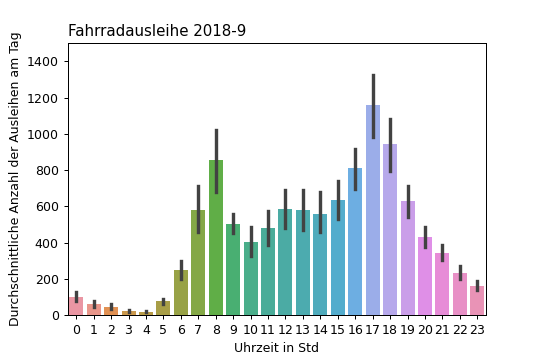 Fahrradausleihe 2018-9
Durchschnittliche Anzahl der Ausleihen am Tag
1400
1200
1000
800
600
400
200
0
0 1 2 3 4 5 6 7 8 9 10 11 12 13 14 15 16 17 18 19 20 21 22 23
Uhrzeit in Std